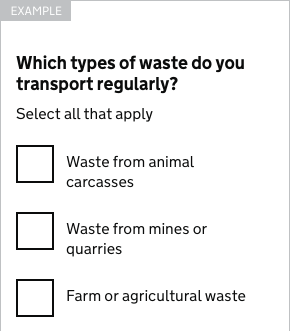 EXAMPLE
Which types of waste do you
transport regularly?
Select all that apply
Waste from animal
carcasses
Waste from mines or
quarries
Farm or agricultural waste